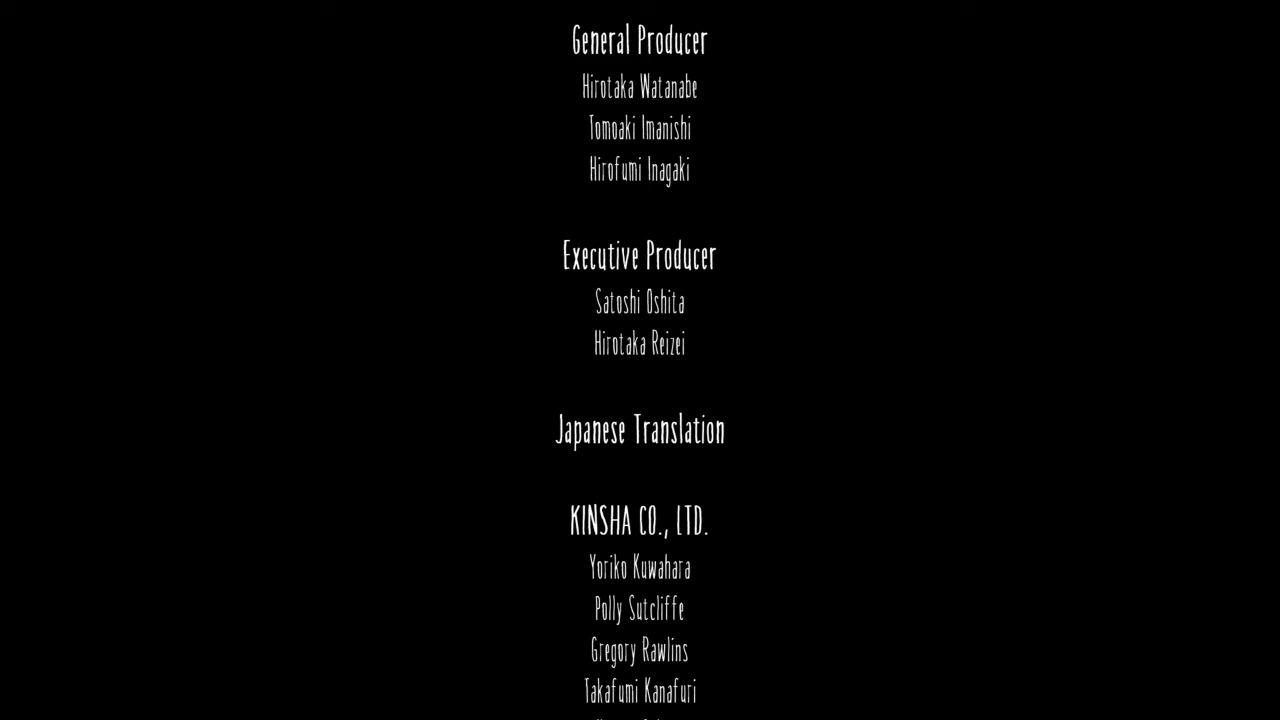 General Producer
Hirotaka Watanabe
Tomoaki Imanishi
Hirofumi Inagaki
Executive Producer
Satoshi Oshita
Hirotaka Reizei
Japanese Translation
KINSHA CO., LTD.
Yoriko Kuwahara
Polly Sutcliffe
Gregory Rawlins
Takafumi Kanafuri